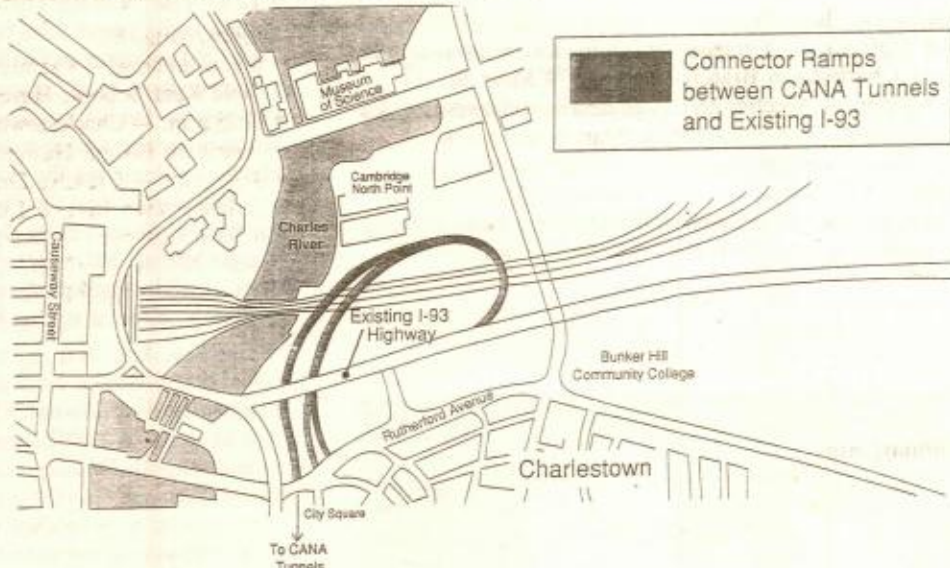 Connector Ramps
between CANA Tunnels
and Existing I-93
Museum
of Science
Cambridge
North Point
Charles
River
Causeway Street
Existing I-93
Highway
Bunker Hill
Community College
Rutherford Avenue
Charlestown
City Square
To CANA
Tunnels